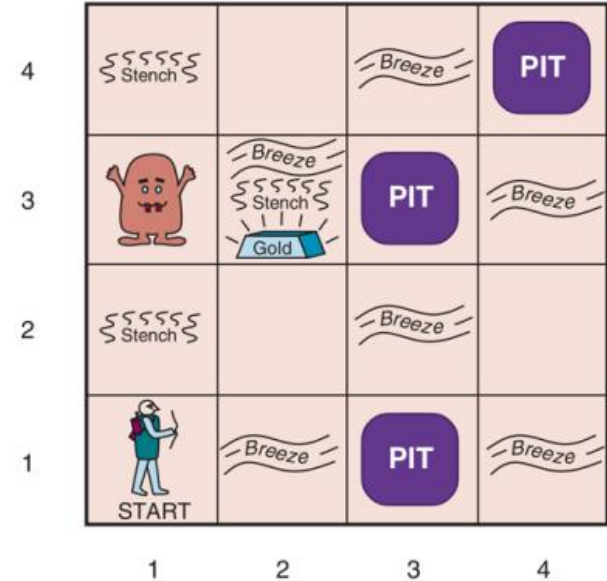 4
Stench
Breeze
PIT
3
Breeze
Stench
Gold
PIT
Breeze
2
Stench
Breeze
1
START
Breeze
PIT
Breeze
1 2 3 4